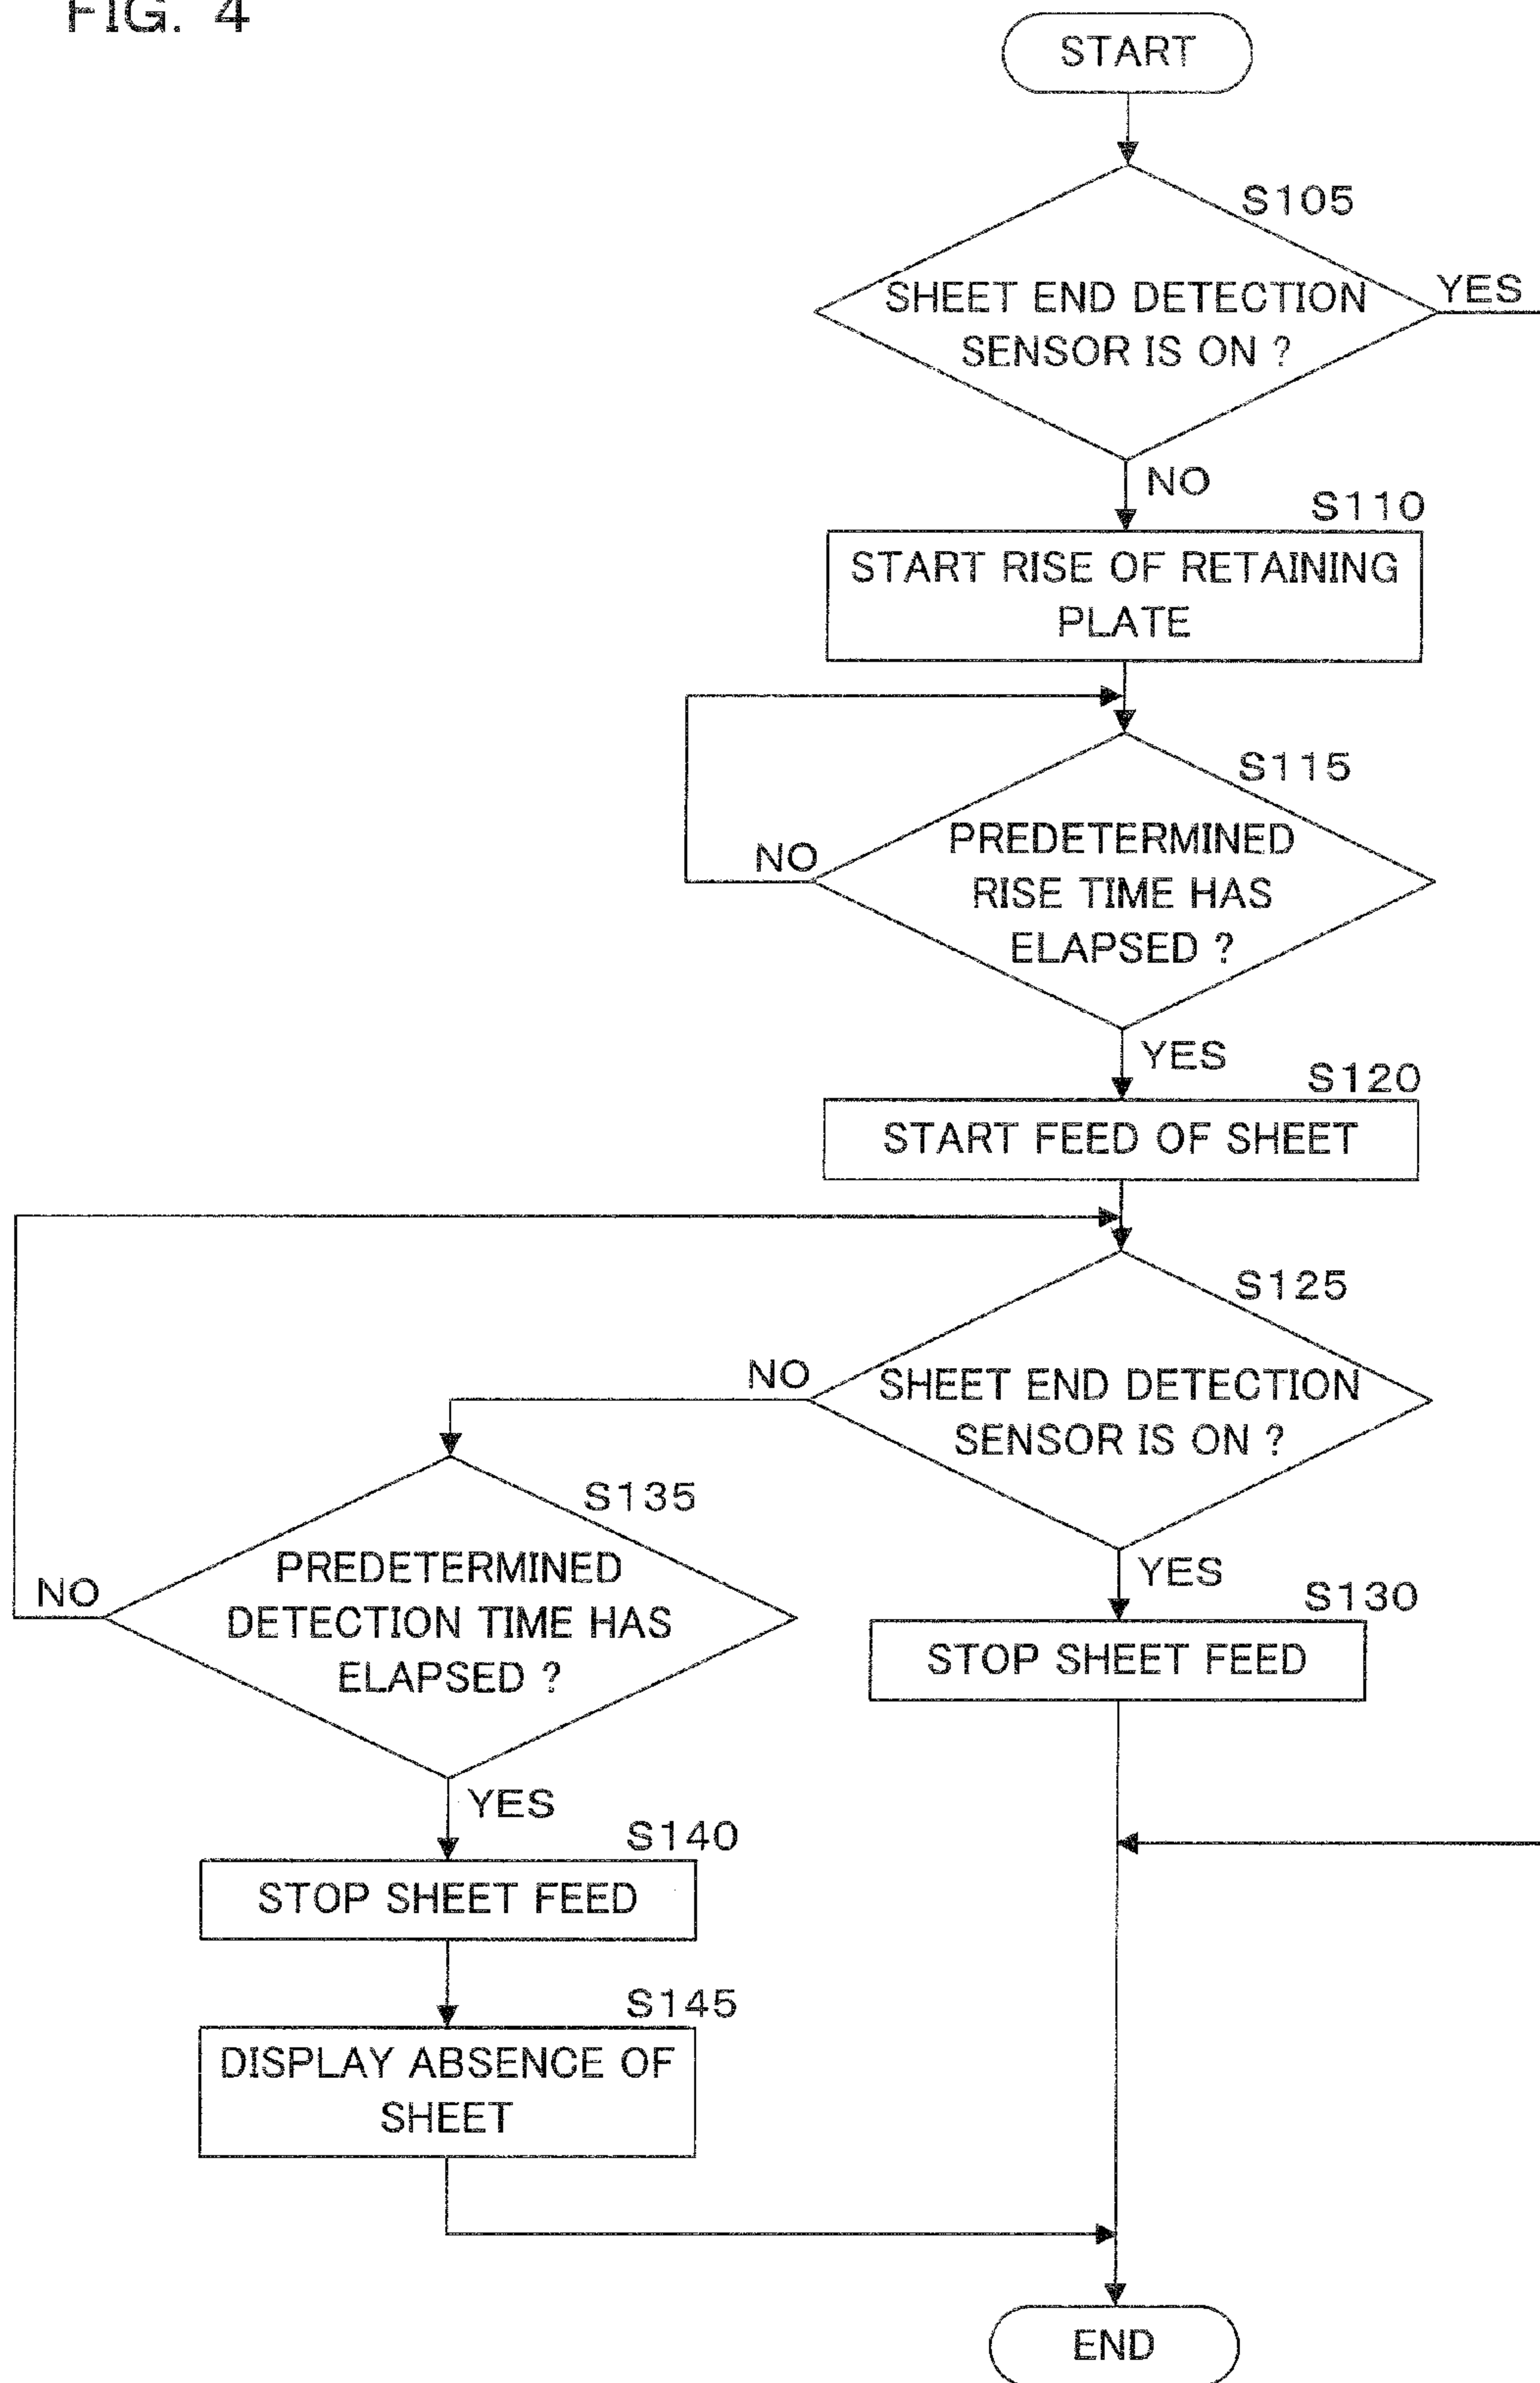 FIG. 4
START
S105
SHEET END DETECTION
SENSOR IS ON ?
YES
NO
S110
START RISE OF RETAINING
PLATE
S115
PREDETERMINED
RISE TIME HAS
ELAPSED ?
NO
YES
S120
START FEED OF SHEET
S125
SHEET END DETECTION
SENSOR IS ON ?
NO
YES
S135
PREDETERMINED
DETECTION TIME HAS
ELAPSED ?
NO
S130
STOP SHEET FEED
YES
S140
STOP SHEET FEED
S145
DISPLAY ABSENCE OF
SHEET
END